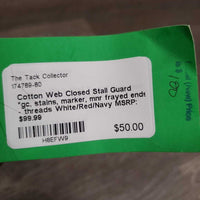 The Tack Collector
174789-80
Cotton Web Closed Stall Guard
*gc, stains, marker, mnr frayed ends
- threads White/Red/Navy MSRP:
$99.99
$50.00
H8EFW9